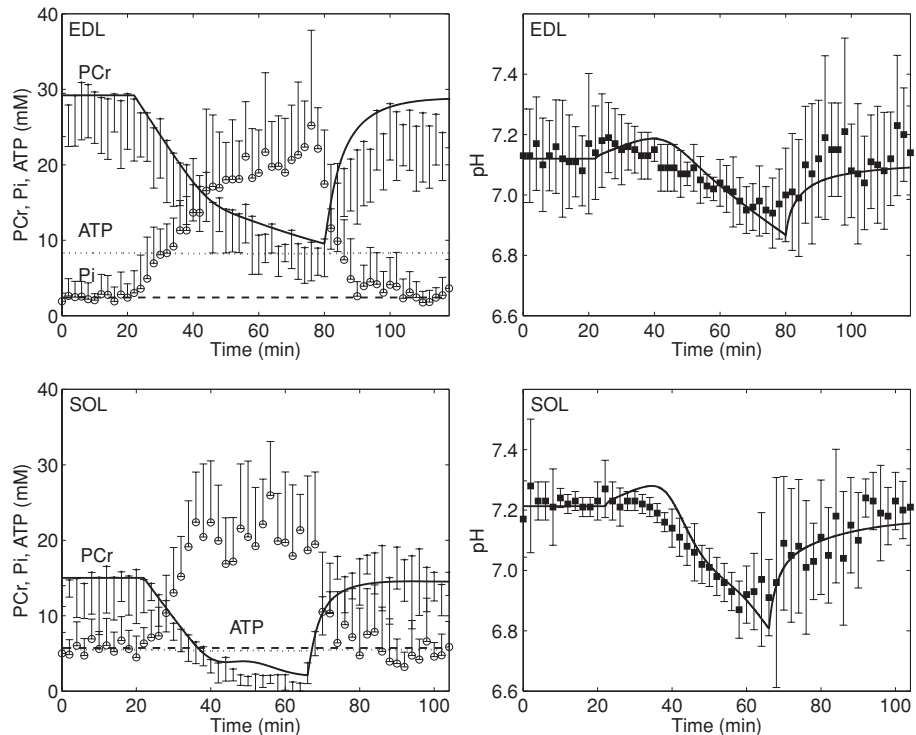 40
30
20
10
0
EDL
PCr
ATP
Pi
PCr, Pi, ATP (mM)
0 20 40 60 80 100
Time (min)
7.4
7.2
7.0
6.8
6.6
EDL
pH
0 20 40 60 80 100
Time (min)
40
30
20
10
0
SOL
PCr
ATP
PCr, Pi, ATP (mM)
0 20 40 60 80 100
Time (min)
7.4
7.2
7.0
6.8
6.6
SOL
pH
0 20 40 60 80 100
Time (min)